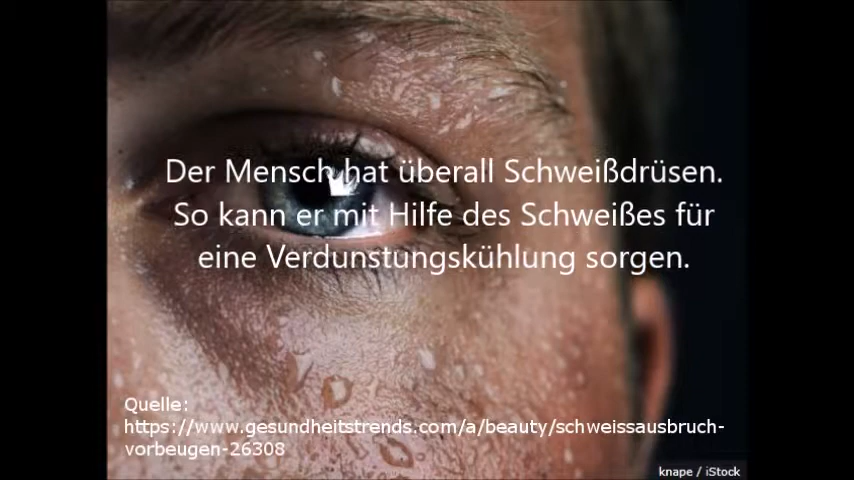 Der Mensch hat überall Schweißdrüsen.
So kann er mit Hilfe des Schweißes für
eine Verdunstungskühlung sorgen.
Quelle:
https://www.gesundheitstrends.com/a/beauty/schweissausbruch-
vorbeugen-26308
knape / iStock